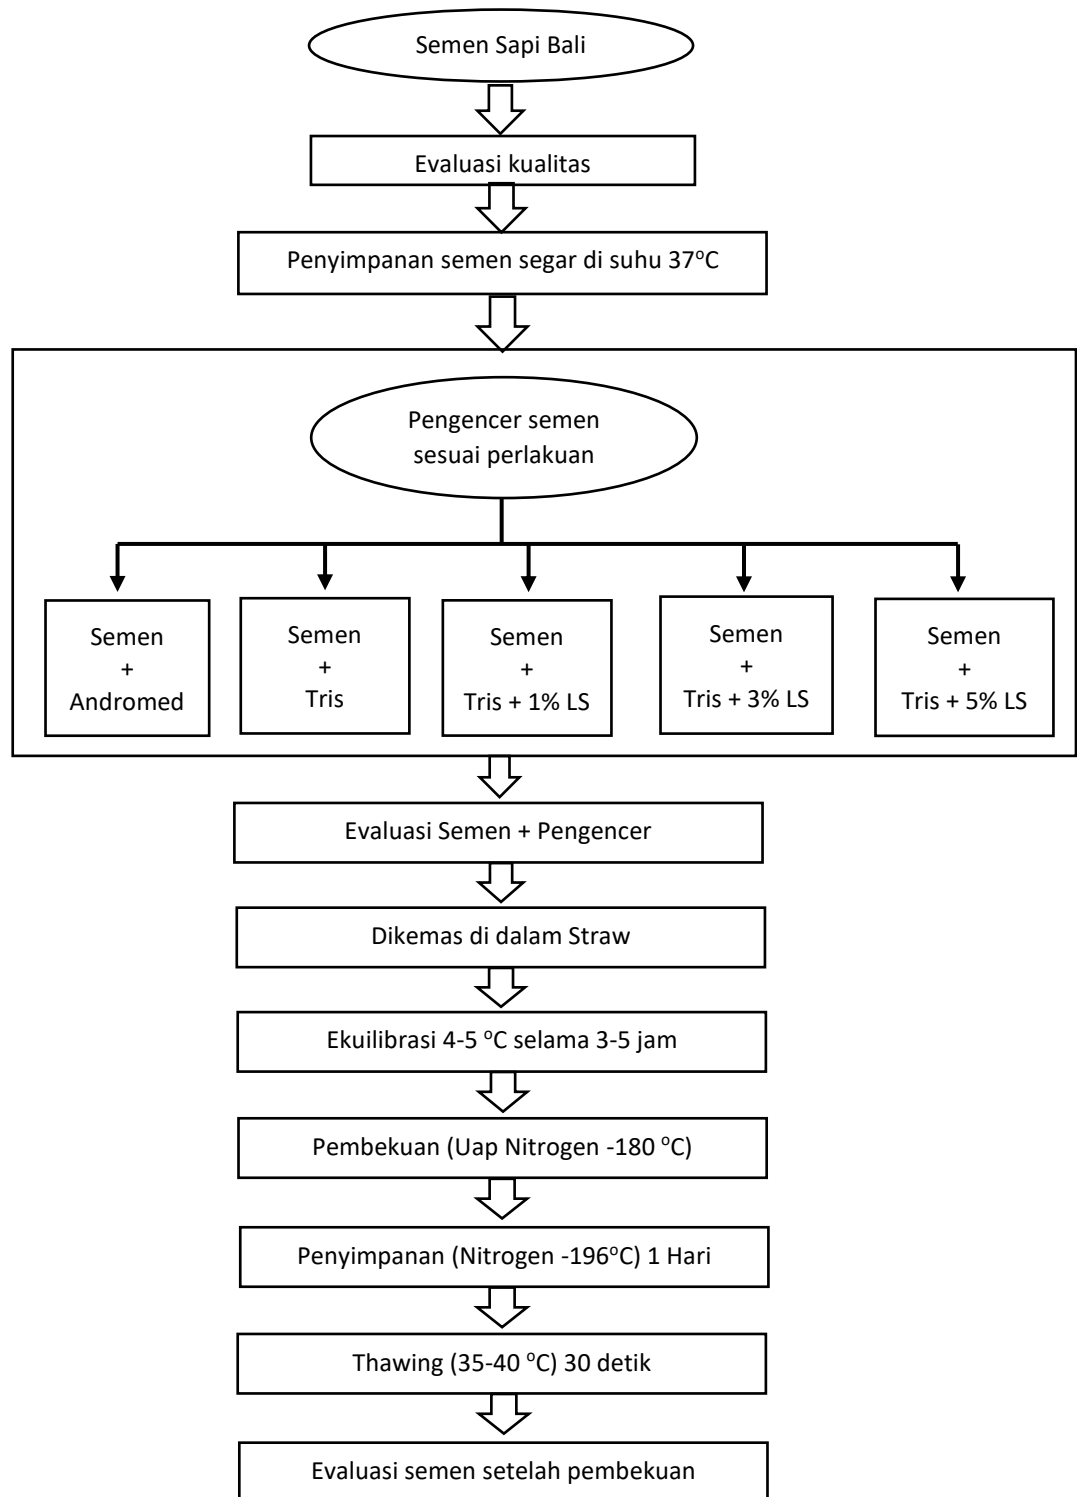 Semen Sapi Bali
Evaluasi kualitas
Penyimpanan semen segar di suhu 37°C
Pengencer semen
sesuai perlakuan
Semen
+
Andromed
Semen
+
Tris
Semen
+
Tris + 1% LS
Semen
+
Tris + 3% LS
Semen
+
Tris + 5% LS
Evaluasi Semen + Pengencer
Dikemas di dalam Straw
Ekuilibrasi 4-5 °C selama 3-5 jam
Pembekuan (Uap Nitrogen -180 °C)
Penyimpanan (Nitrogen -196°C) 1 Hari
Thawing (35-40 °C) 30 detik
Evaluasi semen setelah pembekuan